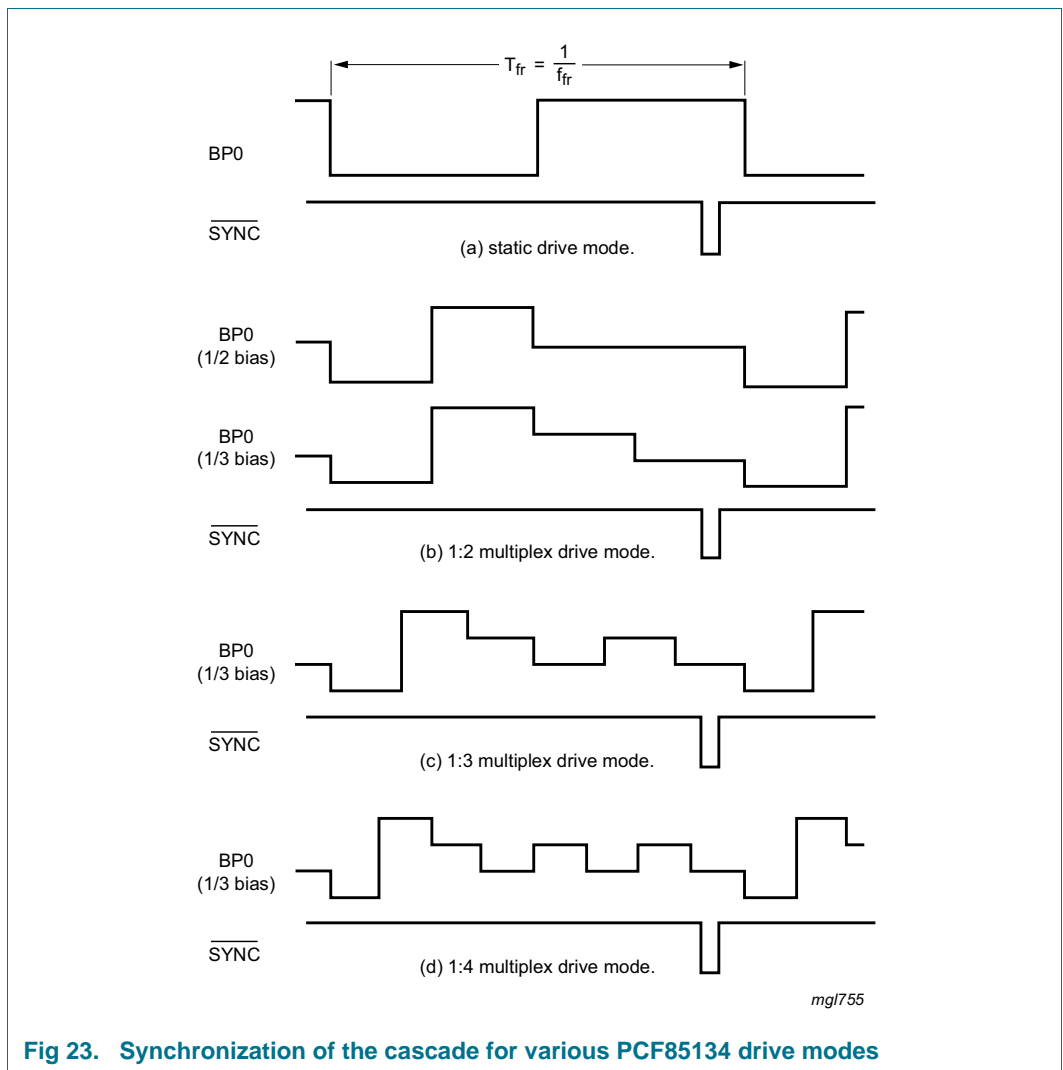 T_fr = 1/f_fr
BP0
SYNC
(a) static drive mode.
BP0
(1/2 bias)
BP0
(1/3 bias)
SYNC
(b) 1:2 multiplex drive mode.
BP0
(1/3 bias)
SYNC
(c) 1:3 multiplex drive mode.
BP0
(1/3 bias)
SYNC
(d) 1:4 multiplex drive mode.
mgl755
Fig 23. Synchronization of the cascade for various PCF85134 drive modes